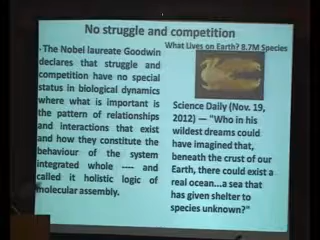 No struggle and competition
- The Nobel laureate Goodwin
declares that struggle and
competition have no special
status in biological dynamics
where what is important is
the pattern of relationships
and interactions that exist
and how they constitute the
behaviour of the system
integrated whole ---- and
called it holistic logic of
molecular assembly.
What Lives on Earth? 8.7M Species
Science Daily (Nov. 19,
2012) — "Who in his
wildest dreams could
have imagined that,
beneath the crust of our
Earth, there could exist a
real ocean...a sea that
has given shelter to
species unknown?"